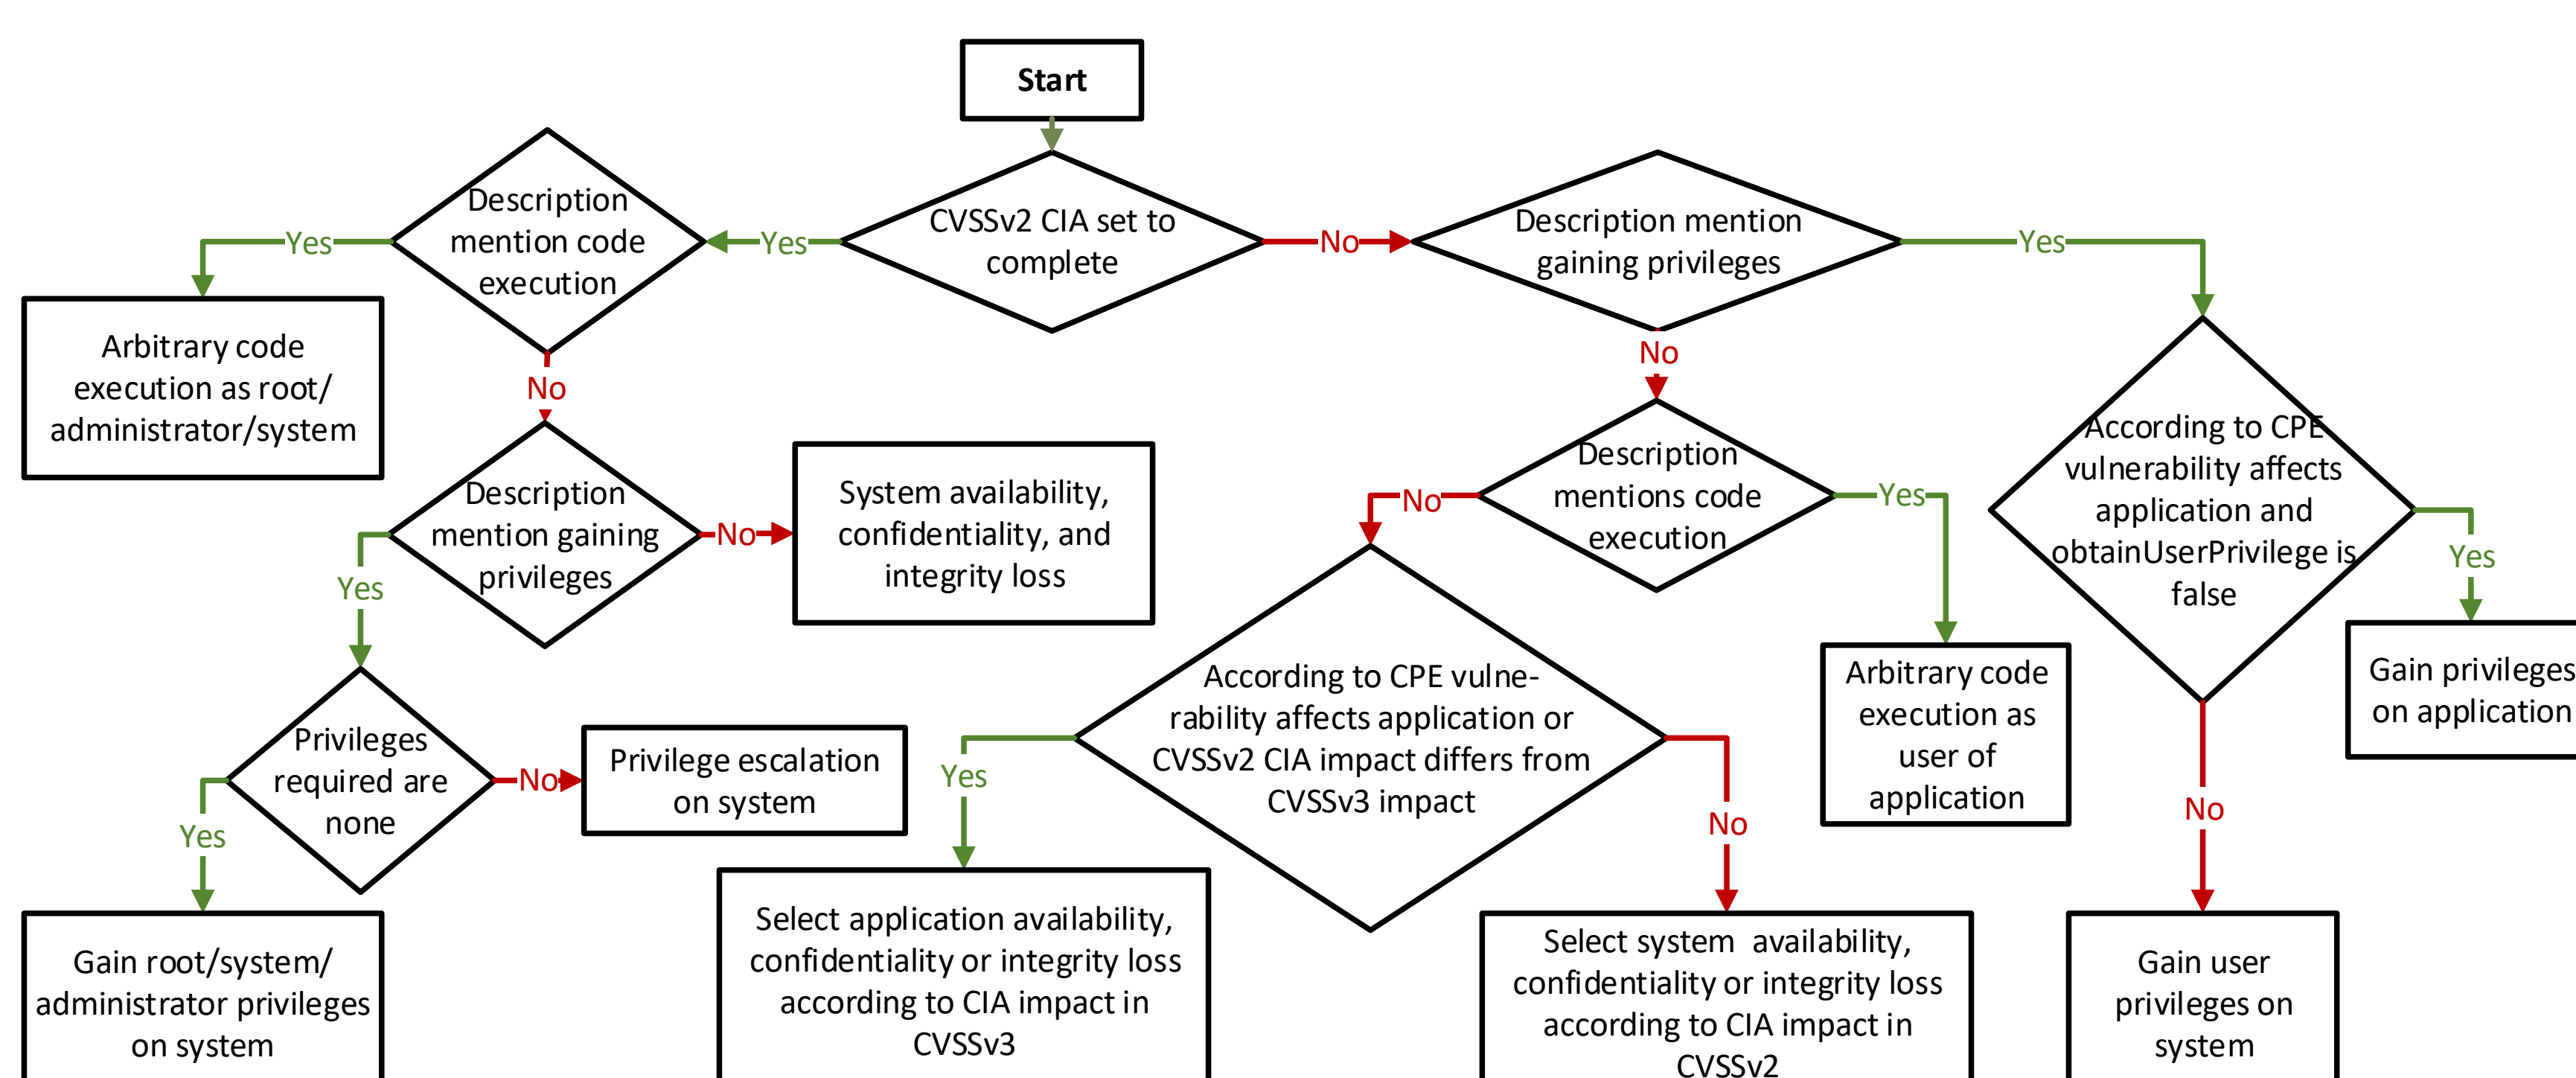 Start
Description
mention code
execution
CVSSv2 CIA set to
complete
Description mention
gaining privileges
Yes
Yes
No
Yes
Arbitrary code
execution as root/
administrator/system
No
No
Description
mention gaining
privileges
No
System availability,
confidentiality, and
integrity loss
Yes
Description
mentions code
execution
No
Yes
According to CPE
vulnerability affects
application and
obtainUserPrivilege is
false
Yes
Gain privileges
on application
No
Privileges
required are
none
No
Privilege escalation
on system
Yes
According to CPE vulne-
rability affects application or
CVSSv2 CIA impact differs from
CVSSv3 impact
Yes
No
Arbitrary code
execution as
user of
application
Gain root/system/
administrator privileges
on system
Select application availability,
confidentiality or integrity loss
according to CIA impact in
CVSSv3
Select system  availability,
confidentiality or integrity loss
according to CIA impact in
CVSSv2
Gain user
privileges on
system